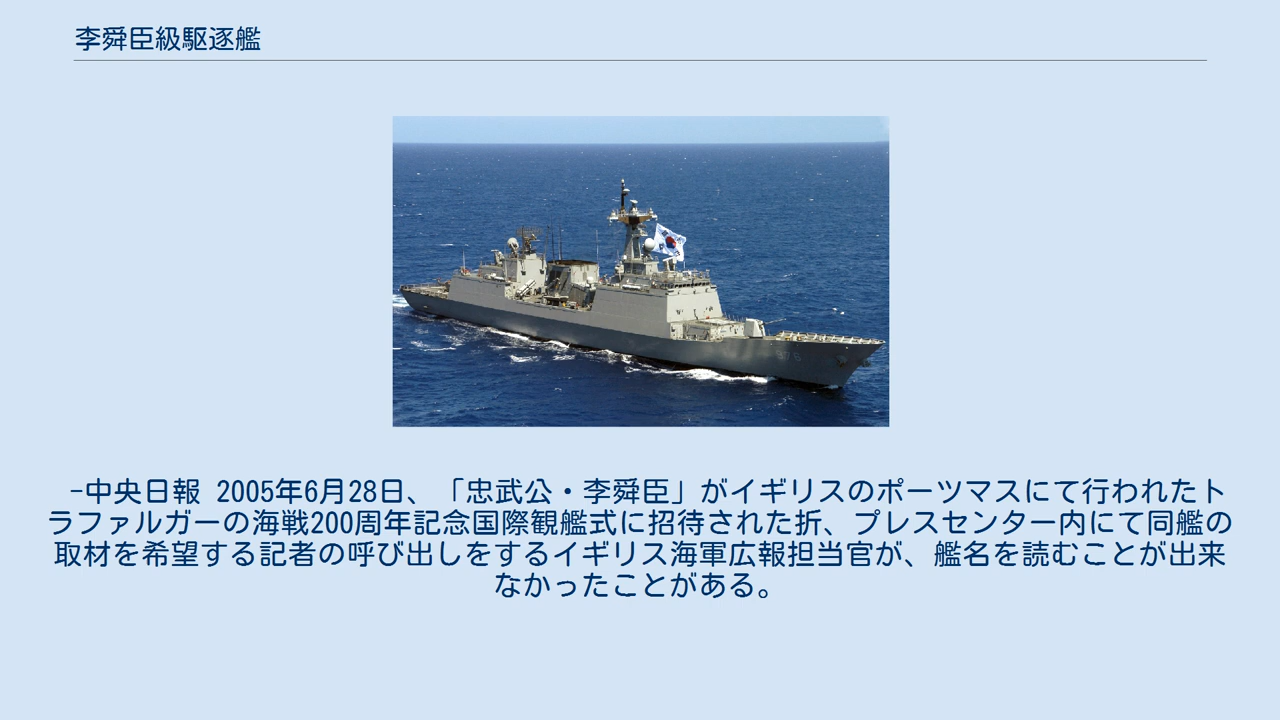 李舜臣級駆逐艦
976
-中央日報 2005年6月28日、「忠武公・李舜臣」がイギリスのポーツマスにて行われたト
ラファルガーの海戦200周年記念国際観艦式に招待された折、プレスセンター内にて同艦の
取材を希望する記者の呼び出しをするイギリス海軍広報担当官が、艦名を読むことが出来
なかったことがある。